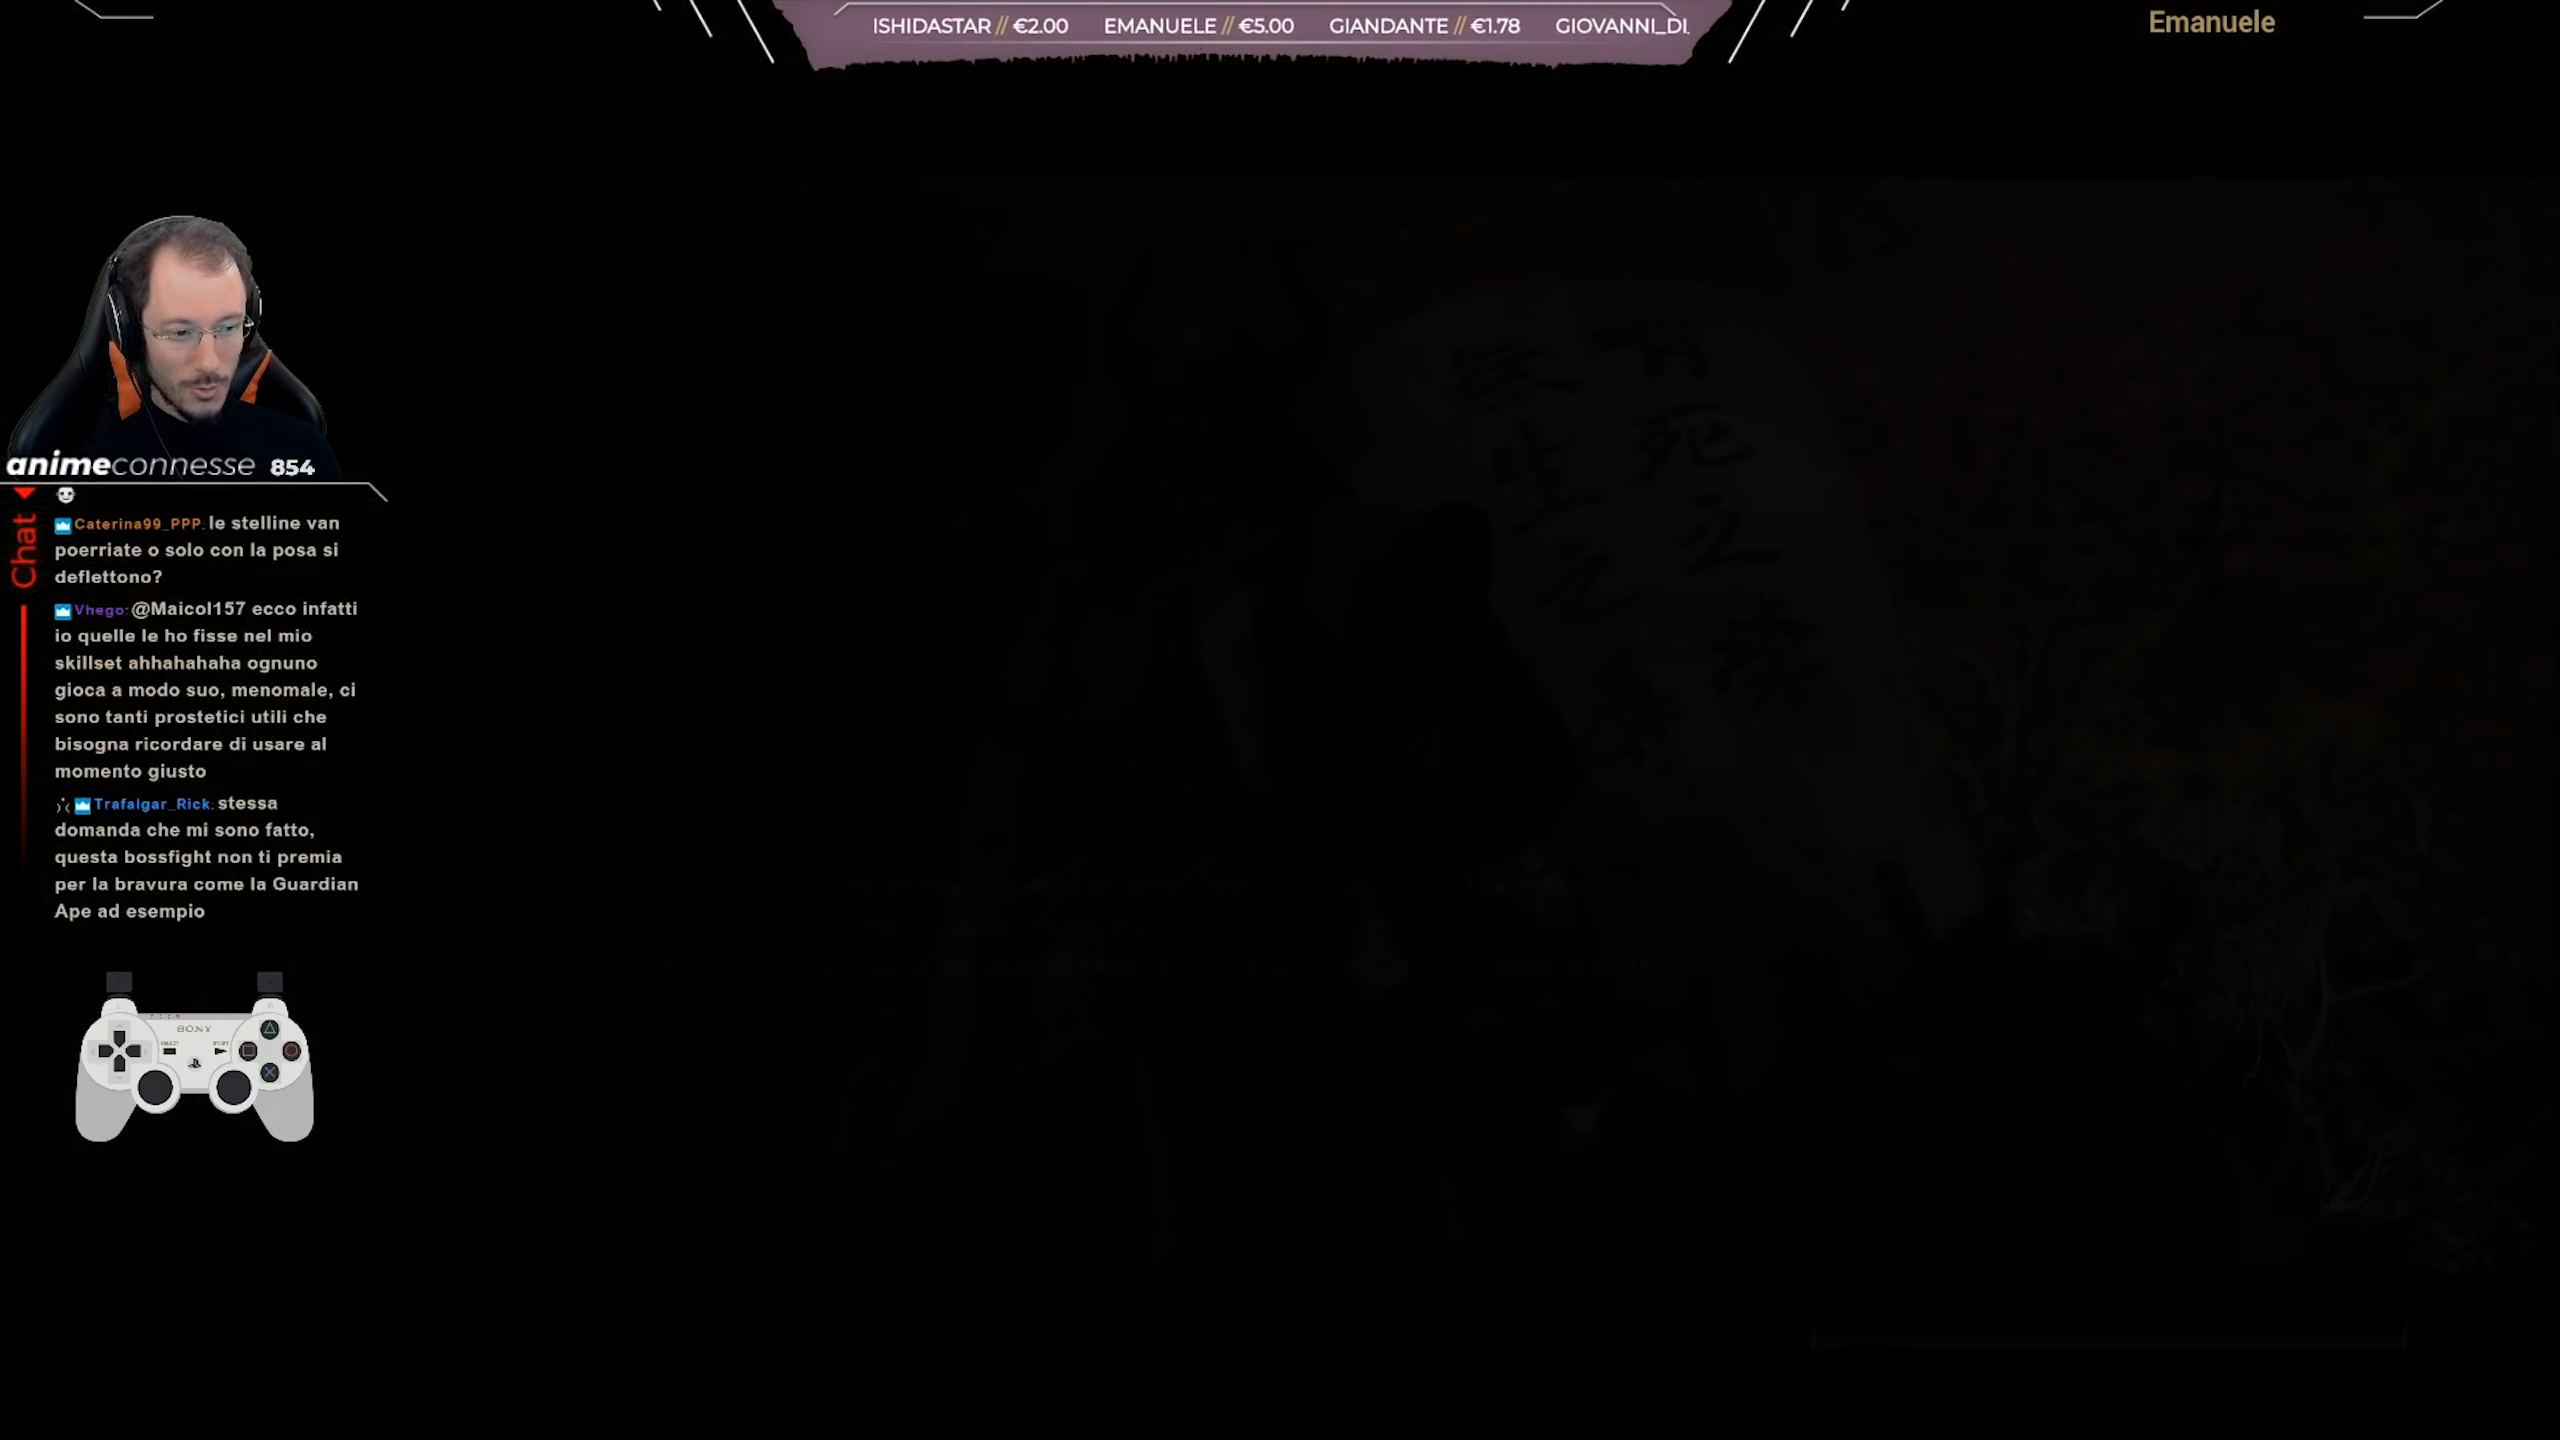 ISHIDASTAR // €2.00 EMANUELE // €5.00 GIANDANTE // €1.78 GIOVANNI_DI
Emanuele
animeconnesse 854
Chat
Caterina99_PPP: le stelline van
poerriate o solo con la posa si
deflettono?
Vhego: @Maicol157 ecco infatti
io quelle le ho fisse nel mio
skillset ahhahahaha ognuno
gioca a modo suo, menomale, ci
sono tanti prostetici utili che
bisogna ricordare di usare al
momento giusto
Trafalgar_Rick: stessa
domanda che mi sono fatto,
questa bossfight non ti premia
per la bravura come la Guardian
Ape ad esempio
SONY